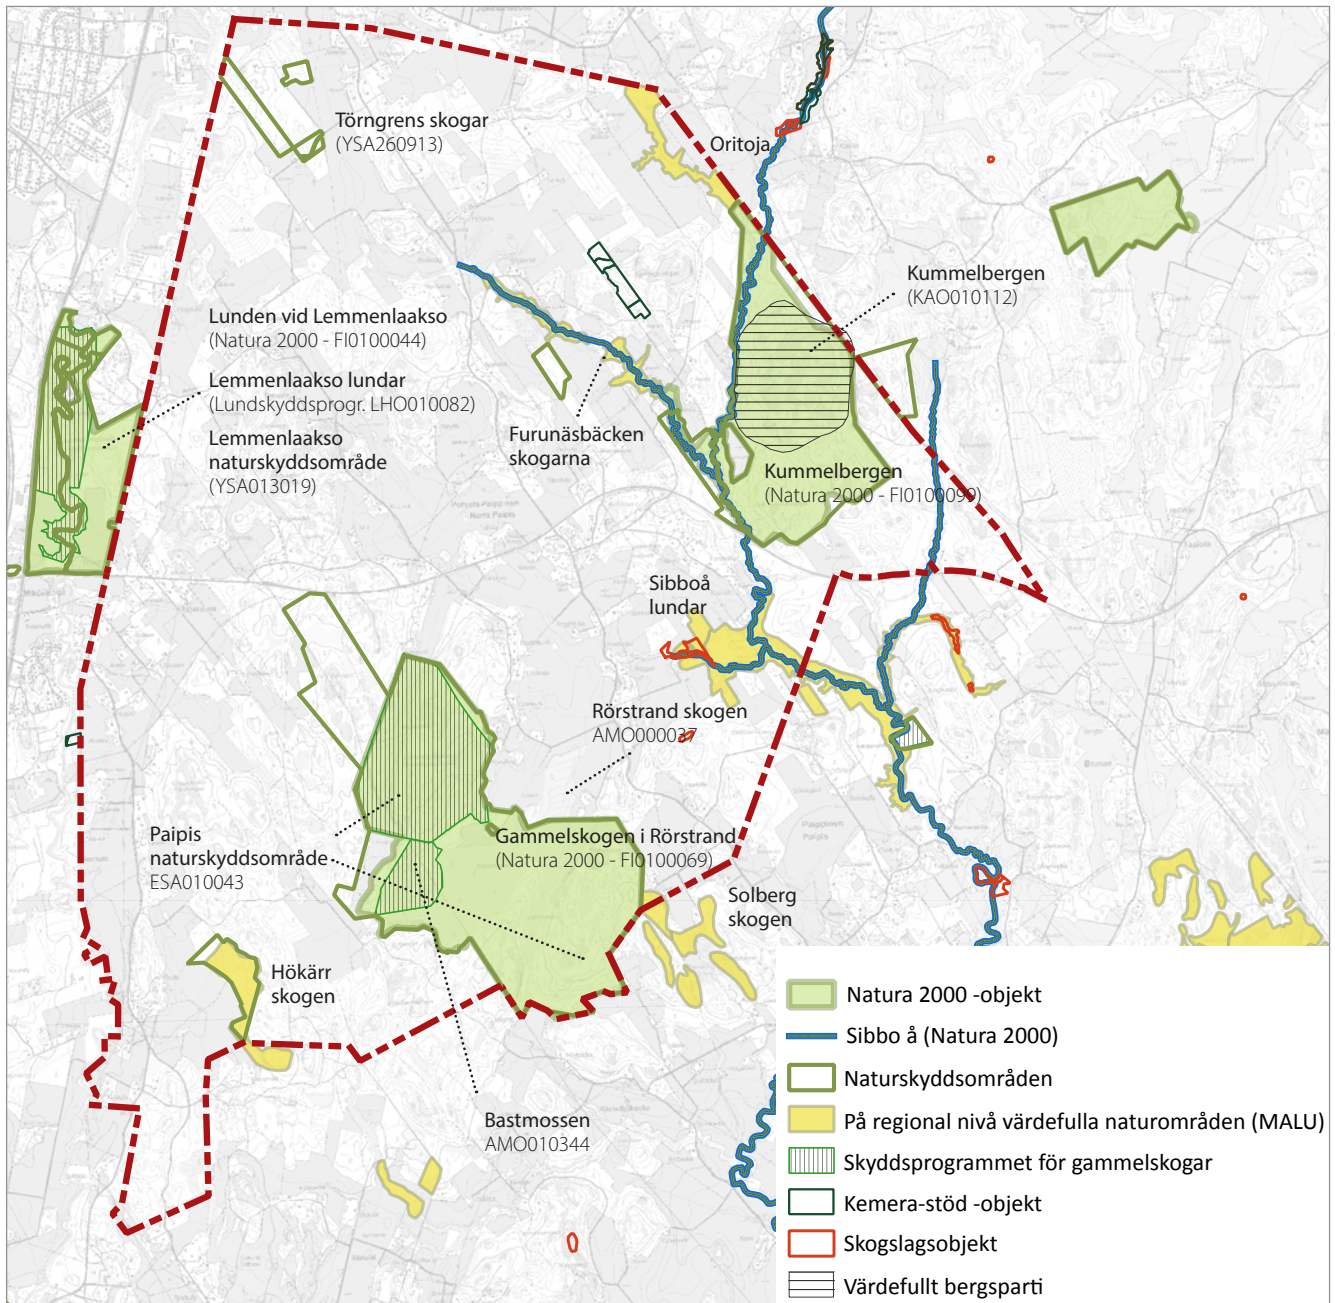 Törngrens skogar
(YSA260913)
Oritoja
Kummelbergen
(KAO010112)
Lunden vid Lemmenlaakso
(Natura 2000 - FI0100044)
Lemmenlaakso lundar
(Lundskyddsprogr. LHO010082)
Lemmenlaakso
naturskyddsområde
(YSA013019)
Furunäsbäcken
skogarna
Kummelbergen
(Natura 2000 - FI0100099)
Sibboå
lundar
Rörstrand skogen
AMO000037
Paipis
naturskyddsområde
ESA010043
Gammelskogen i Rörstrand
(Natura 2000 - FI0100069)
Solberg
skogen
Hökärr
skogen
Bastmossen
AMO010344
Natura 2000 -objekt
Sibbo å (Natura 2000)
Naturskyddsområden
På regional nivå värdefulla naturområden (MALU)
Skyddsprogrammet för gammelskogar
Kemera-stöd -objekt
Skogslagsobjekt
Värdefullt bergsparti